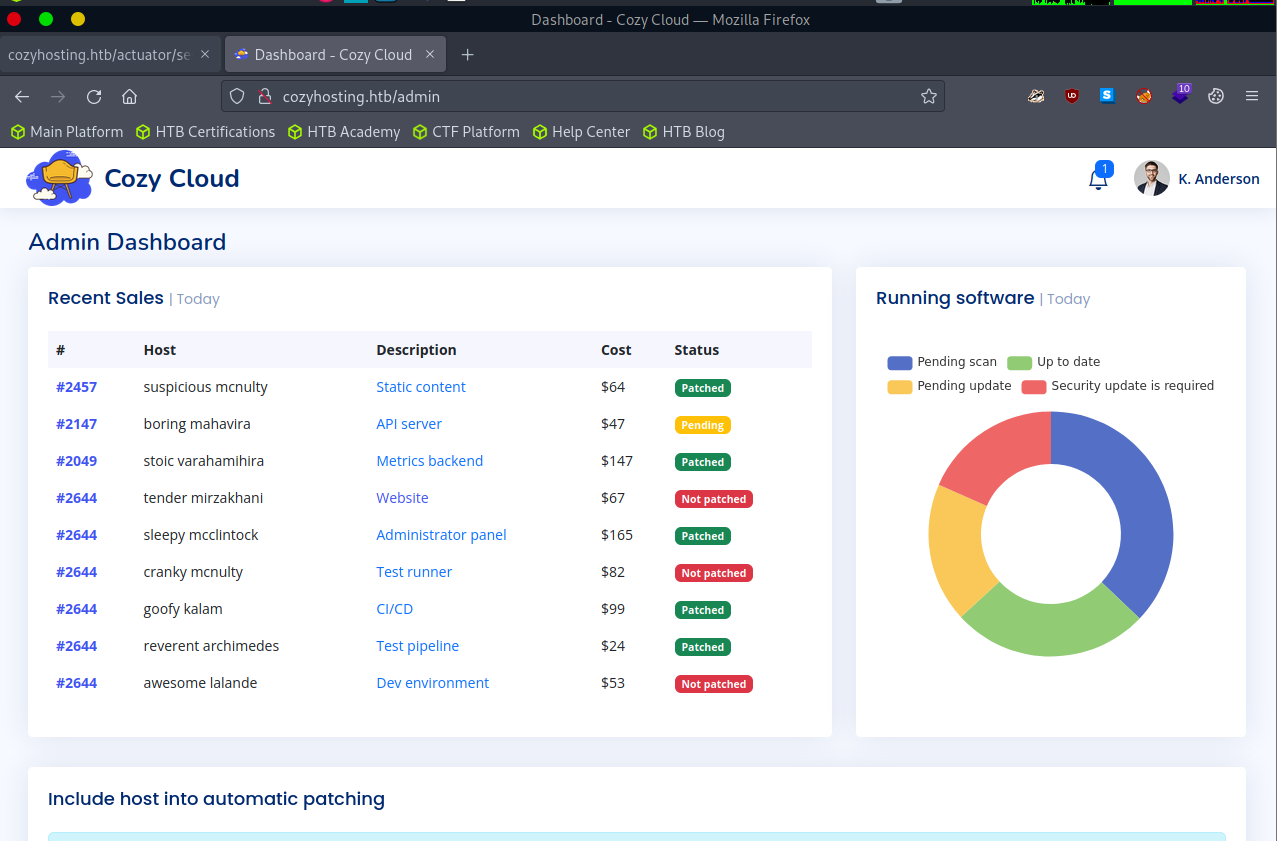 Dashboard - Cozy Cloud — Mozilla Firefox
cozyhosting.htb/actuator/se
Dashboard - Cozy Cloud
cozyhosting.htb/admin
10
Main Platform HTB Certifications HTB Academy CTF Platform Help Center HTB Blog
Cozy Cloud
1
K. Anderson
Admin Dashboard
Recent Sales | Today
# Host Description Cost Status
#2457 suspicious mcnulty Static content $64 Patched
#2147 boring mahavira API server $47 Pending
#2049 stoic varahamihira Metrics backend $147 Patched
#2644 tender mirzakhani Website $67 Not patched
#2644 sleepy mcclintock Administrator panel $165 Patched
#2644 cranky mcnulty Test runner $82 Not patched
#2644 goofy kalam CI/CD $99 Patched
#2644 reverent archimedes Test pipeline $24 Patched
#2644 awesome lalande Dev environment $53 Not patched
Running software | Today
Pending scan Up to date
Pending update Security update is required
Include host into automatic patching